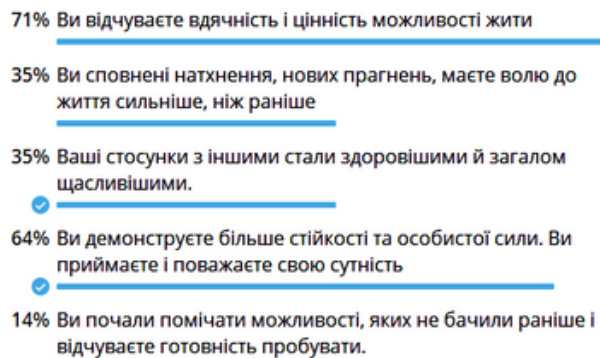 71% Ви відчуваєте вдячність і цінність можливості жити
35% Ви сповнені натхнення, нових прагнень, маєте волю до
життя сильніше, ніж раніше
35% Ваші стосунки з іншими стали здоровішими й загалом
щасливішими.
64% Ви демонструєте більше стійкості та особистої сили. Ви
приймаєте і поважаєте свою сутність
14% Ви почали помічати можливості, яких не бачили раніше і
відчуваєте готовність пробувати.